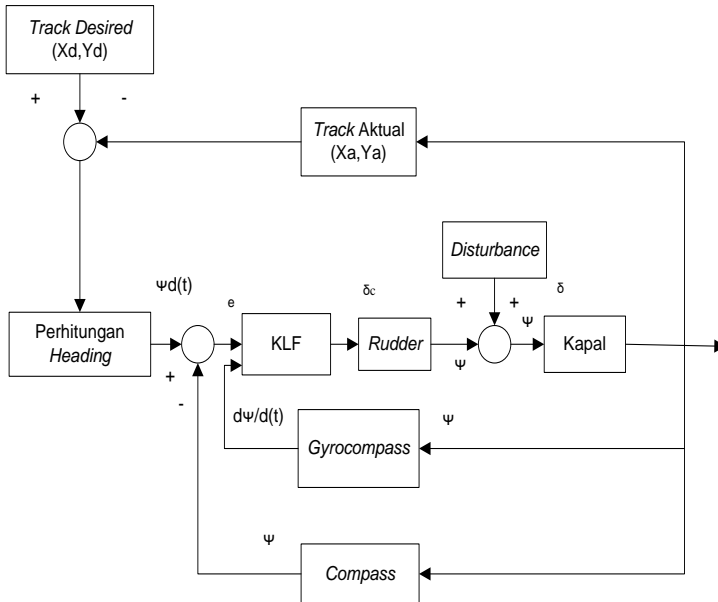 Track Desired
(Xd,Yd)
+ -
Track Aktual
(Xa,Ya)
Disturbance
Ψd(t)
e
δc
+ +
δ
Ψ
Perhitungan
Heading
KLF
Rudder
Kapal
+
-
Ψ
dΨ/d(t)
Ψ
Gyrocompass
Ψ
Compass